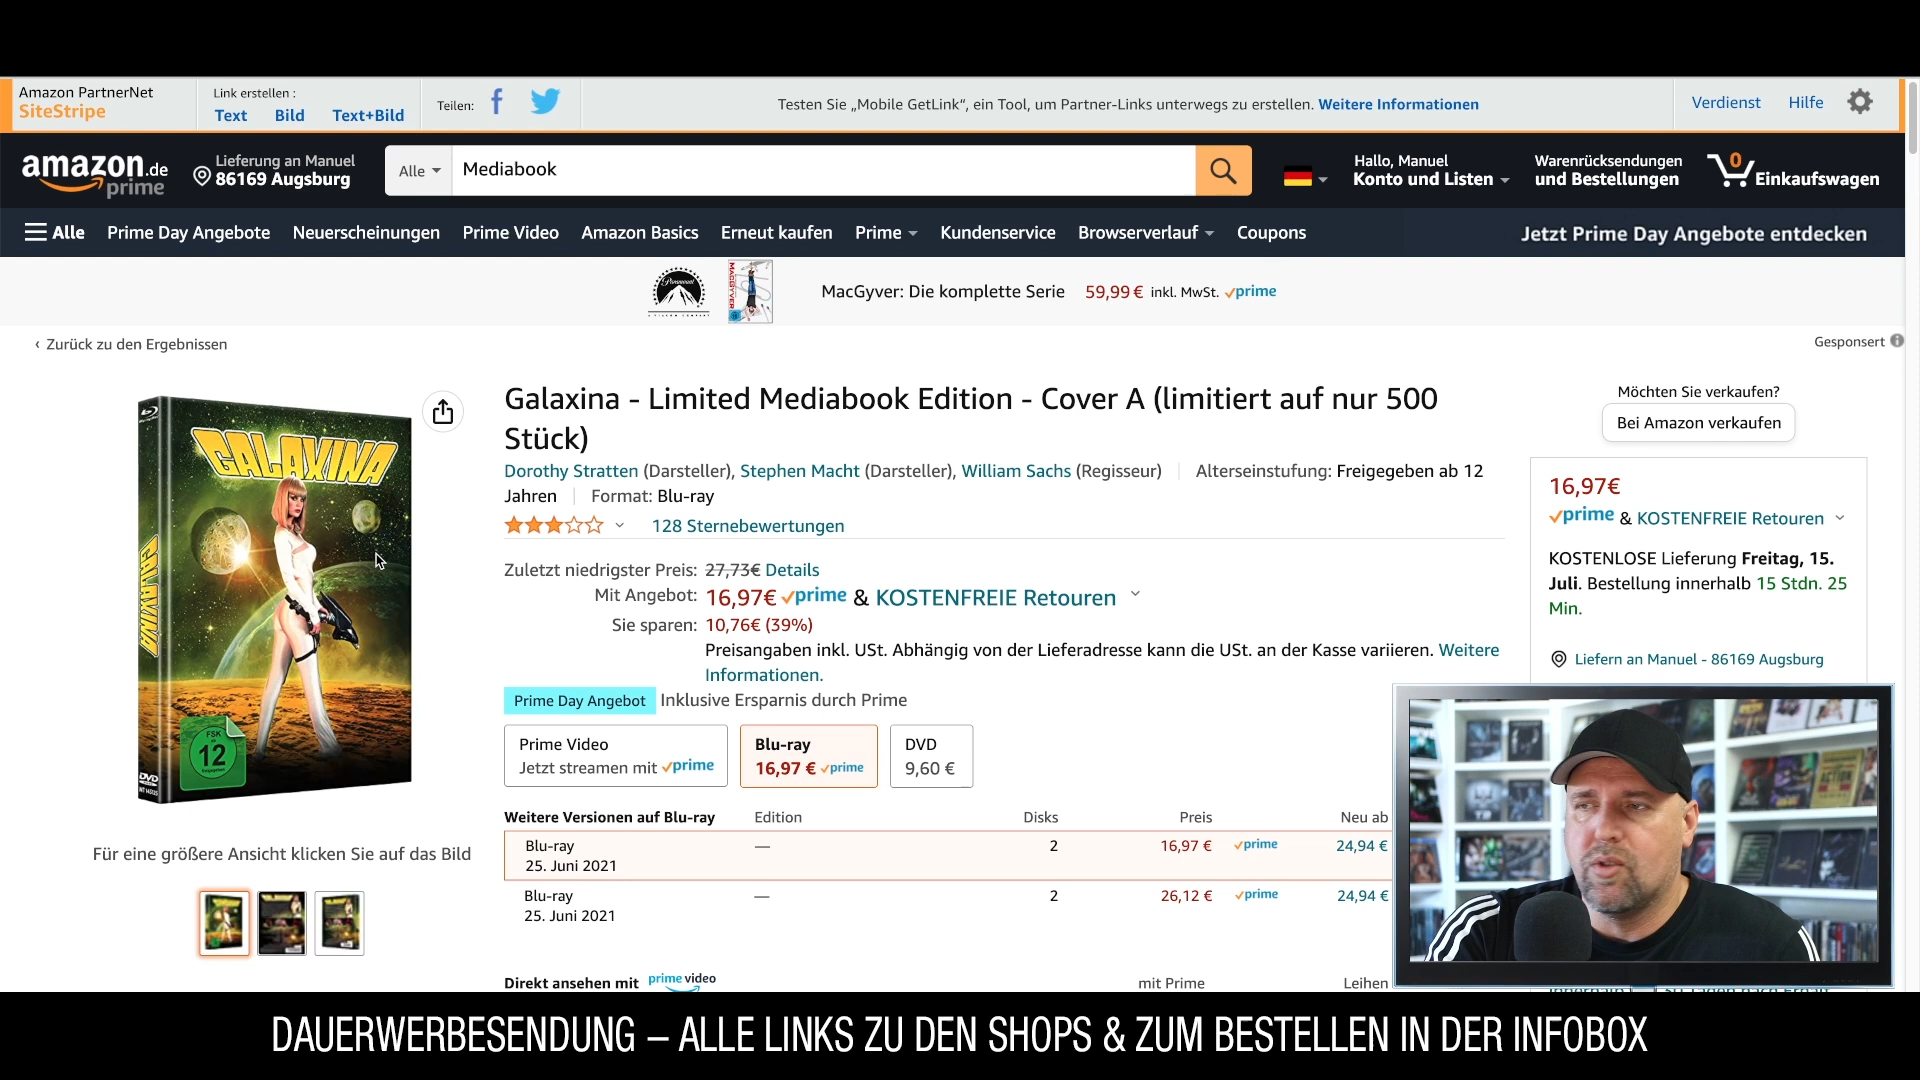 Amazon PartnerNet
SiteStripe
Link erstellen :
Text Bild Text+Bild
Teilen:
Testen Sie „Mobile GetLink“, ein Tool, um Partner-Links unterwegs zu erstellen. Weitere Informationen
Verdienst Hilfe
amazon.de
prime
Lieferung an Manuel
86169 Augsburg
Alle
Mediabook
Hallo, Manuel
Konto und Listen
Warenrücksendungen
und Bestellungen
0
Einkaufswagen
Alle Prime Day Angebote Neuerscheinungen Prime Video Amazon Basics Erneut kaufen Prime Kundenservice Browserverlauf Coupons
Jetzt Prime Day Angebote entdecken
Paramount
MACGYVER
MacGyver: Die komplette Serie 59,99 € inkl. MwSt. prime
‹ Zurück zu den Ergebnissen
Gesponsert
GALAXINA
GALAXINA
FSK
ab
12
freigegeben
DVD
Für eine größere Ansicht klicken Sie auf das Bild
Galaxina - Limited Mediabook Edition - Cover A (limitiert auf nur 500
Stück)
Dorothy Stratten (Darsteller), Stephen Macht (Darsteller), William Sachs (Regisseur) Alterseinstufung: Freigegeben ab 12
Jahren Format: Blu-ray
128 Sternebewertungen
Zuletzt niedrigster Preis: 27,73€ Details
Mit Angebot: 16,97€ prime & KOSTENFREIE Retouren
Sie sparen: 10,76€ (39%)
Preisangaben inkl. USt. Abhängig von der Lieferadresse kann die USt. an der Kasse variieren. Weitere
Informationen.
Prime Day Angebot Inklusive Ersparnis durch Prime
Prime Video
Jetzt streamen mit prime
Blu-ray
16,97 € prime
DVD
9,60 €
Weitere Versionen auf Blu-ray Edition Disks Preis Neu ab
Blu-ray — 2 16,97 € prime 24,94 €
25. Juni 2021
Blu-ray — 2 26,12 € prime 24,94 €
25. Juni 2021
Direkt ansehen mit prime video mit Prime Leihen
Möchten Sie verkaufen?
Bei Amazon verkaufen
16,97€
prime & KOSTENFREIE Retouren
KOSTENLOSE Lieferung Freitag, 15.
Juli. Bestellung innerhalb 15 Stdn. 25
Min.
Liefern an Manuel - 86169 Augsburg
DAUERWERBESENDUNG – ALLE LINKS ZU DEN SHOPS & ZUM BESTELLEN IN DER INFOBOX